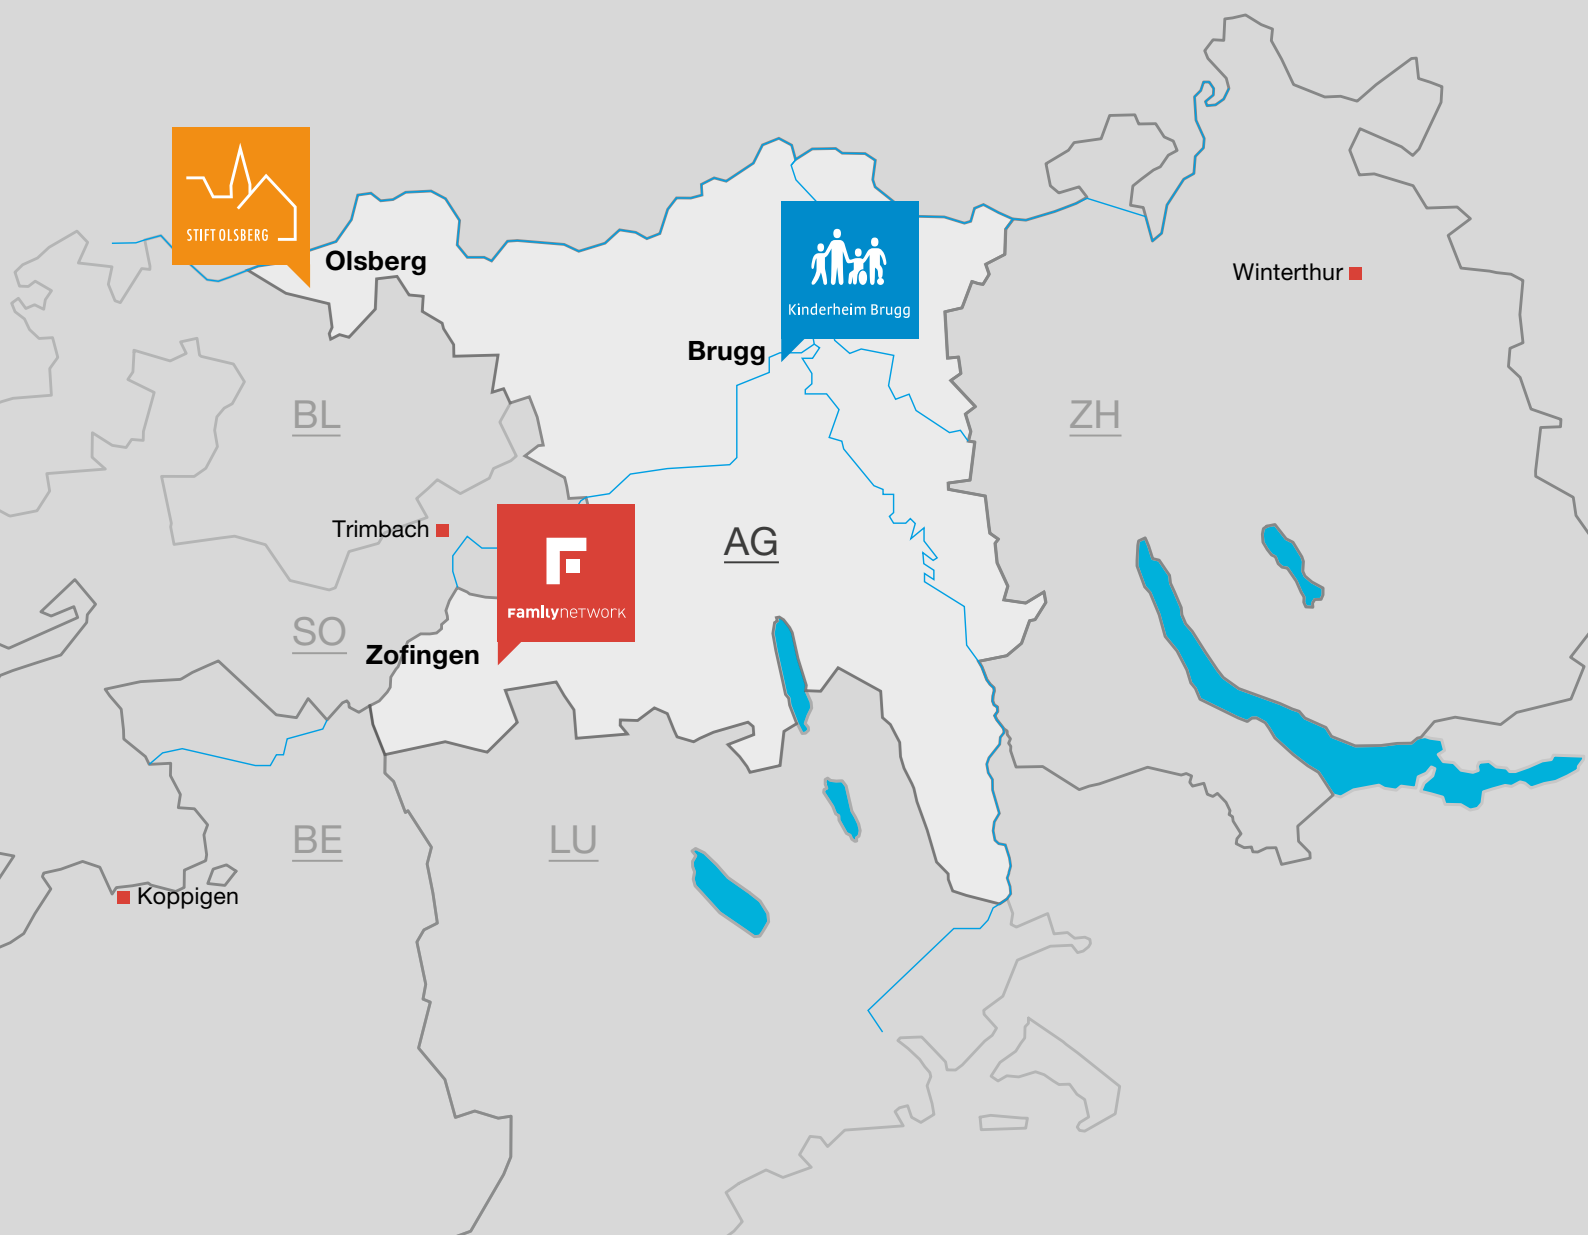 STIFT OLSBERG
Olsberg
Kinderheim Brugg
Winterthur
Brugg
BL
ZH
Trimbach
AG
Familynetwork
SO
Zofingen
BE
LU
Koppigen